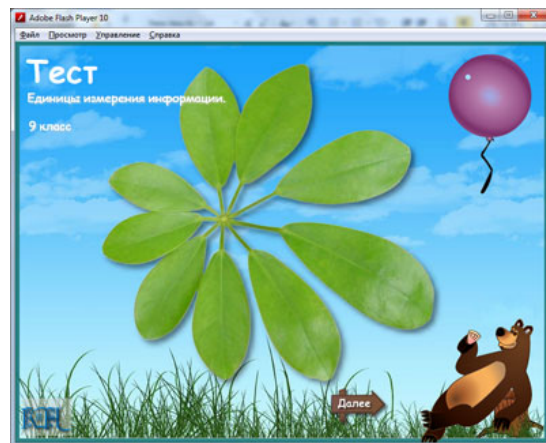 Adobe Flash Player 10
Файл Просмотр Управление Справка
Тест
Единицы измерения информации.
9 класс
Далее